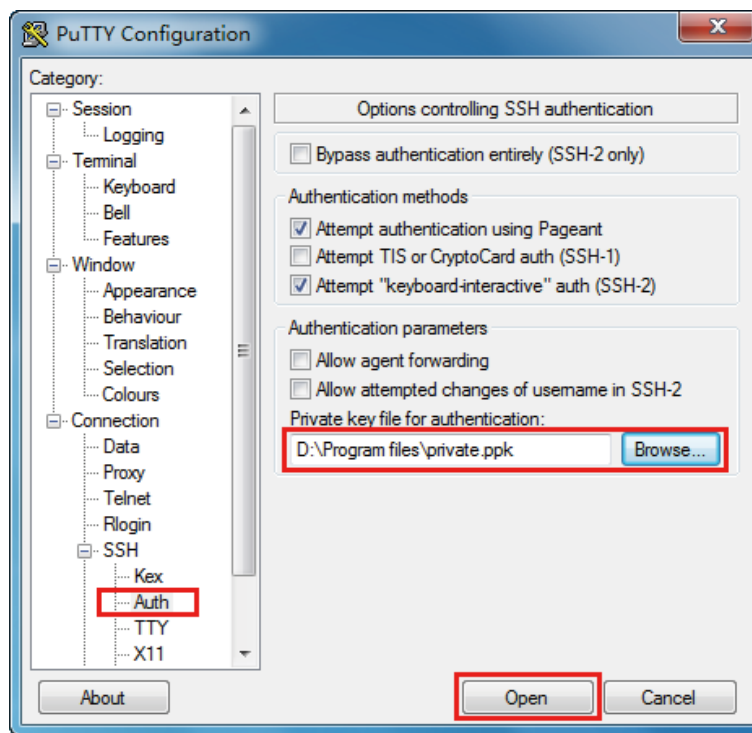 PuTTY Configuration
X
Category:
Session
Logging
Terminal
Keyboard
Bell
Features
Window
Appearance
Behaviour
Translation
Selection
Colours
Connection
Data
Proxy
Telnet
Rlogin
SSH
Kex
Auth
TTY
X11
Options controlling SSH authentication
Bypass authentication entirely (SSH-2 only)
Authentication methods
Attempt authentication using Pageant
Attempt TIS or CryptoCard auth (SSH-1)
Attempt "keyboard-interactive" auth (SSH-2)
Authentication parameters
Allow agent forwarding
Allow attempted changes of username in SSH-2
Private key file for authentication:
D:\Program files\private.ppk
Browse...
About
Open
Cancel